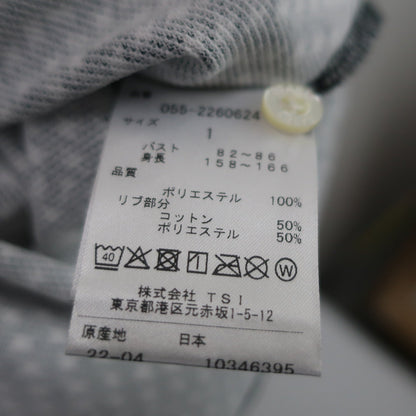 品番
055-2260624
サイズ
1
バスト 82~86
身長 158~166
品質
ポリエステル 100%
リブ部分
コットン 50%
ポリエステル 50%
40 W
株式会社 TSI
東京都港区元赤坂1-5-12
原産地 日本
22-04 10346395